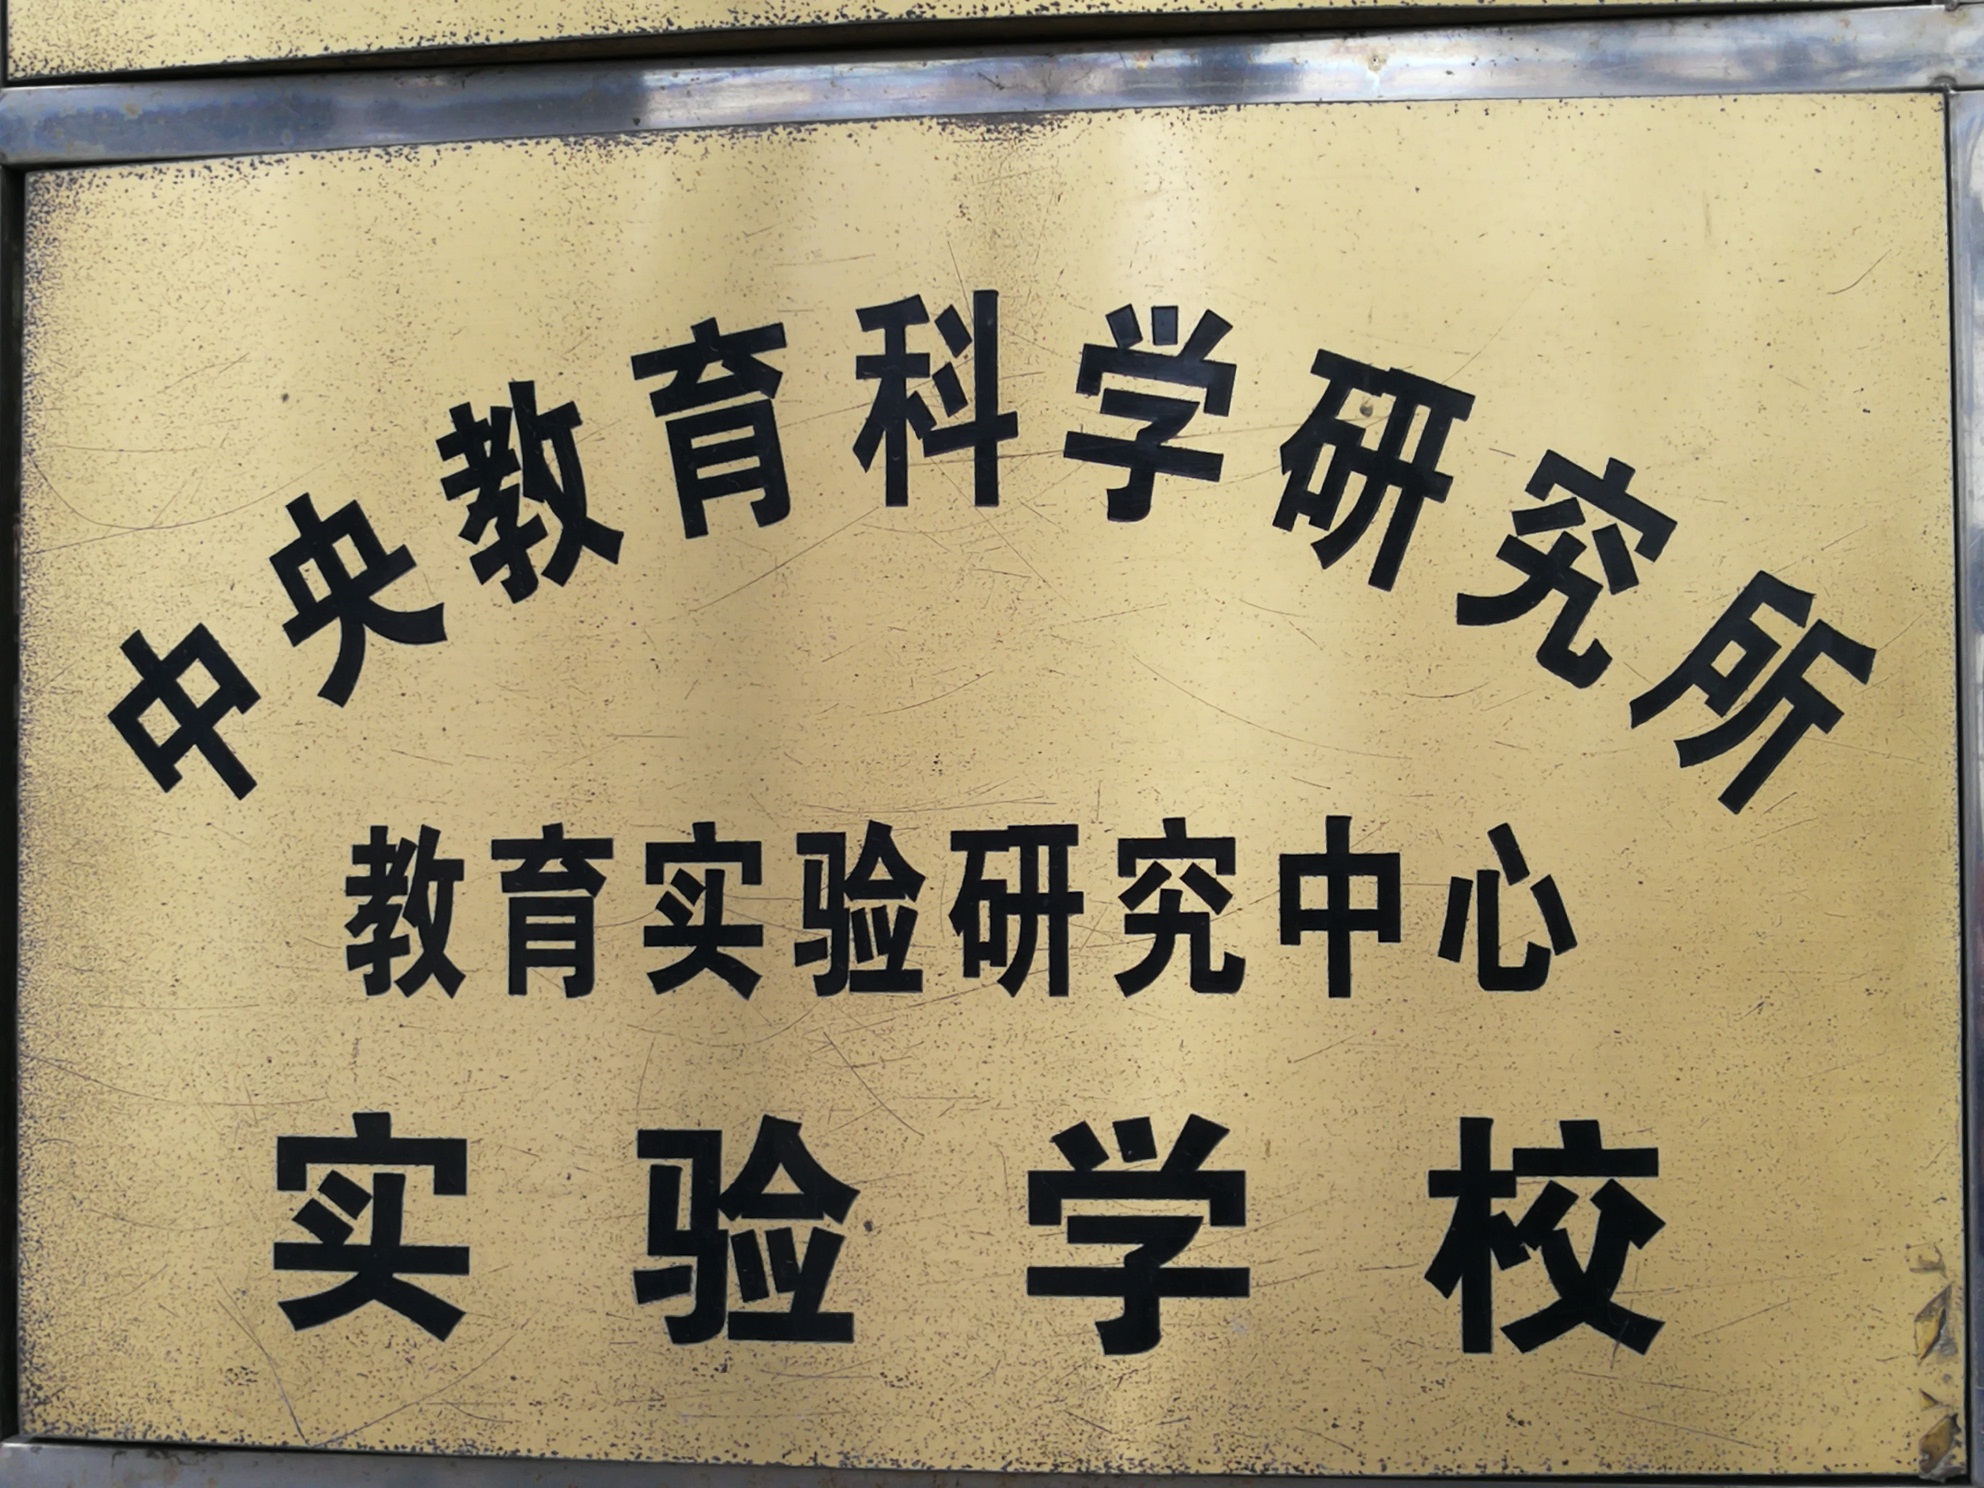 中央教育科学研究所
教育实验研究中心
实验学校